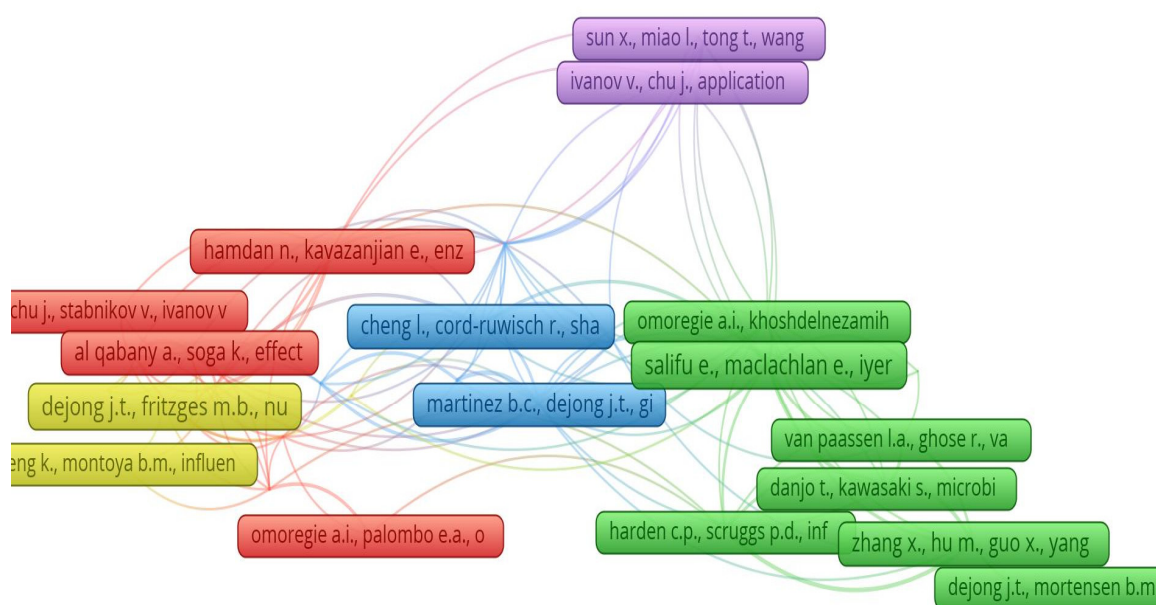 sun x., miao l., tong t., wang
ivanov v., chu j., application
hamdan n., kavazanjian e., enz
chu j., stabnikov v., ivanov v
cheng l., cord-ruwisch r., sha
omoregie a.i., khoshdelnezamih
al qabany a., soga k., effect
salifu e., maclachlan e., iyer
dejong j.t., fritzges m.b., nu
martinez b.c., dejong j.t., gi
van paassen l.a., ghose r., va
eng k., montoya b.m., influen
danjo t., kawasaki s., microbi
omoregie a.i., palombo e.a., o
harden c.p., scruggs p.d., inf
zhang x., hu m., guo x., yang
dejong j.t., mortensen b.m